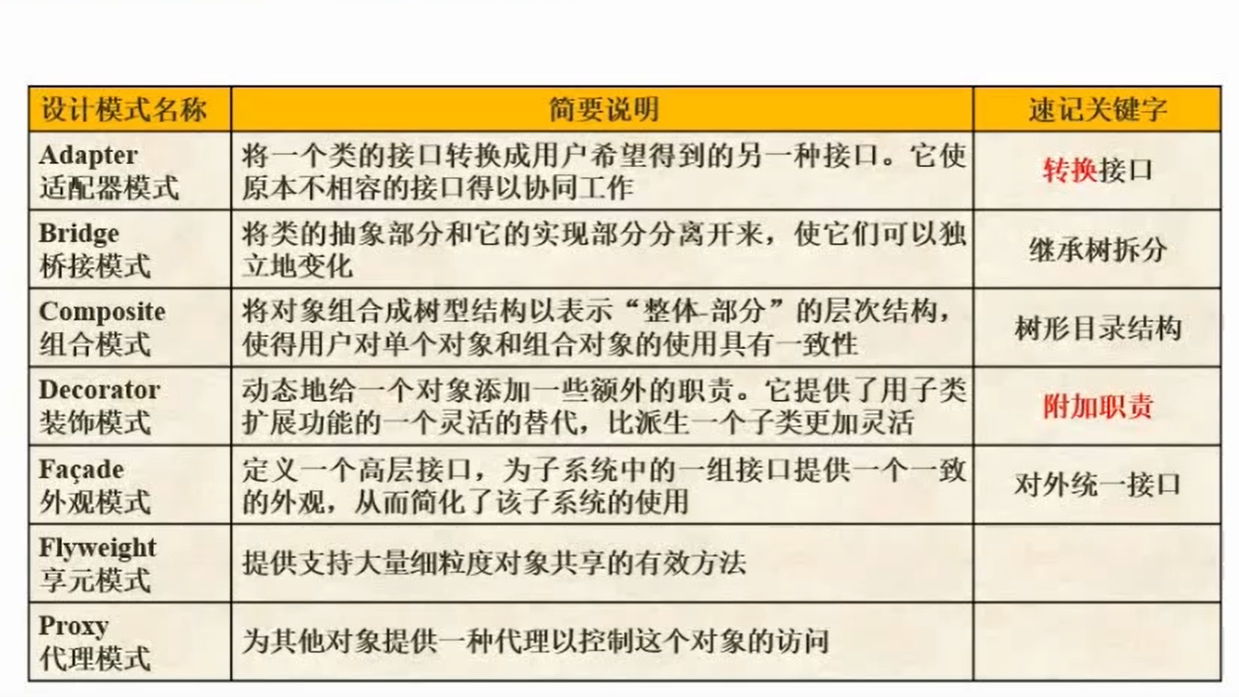 设计模式名称 简要说明 速记关键字
Adapter
适配器模式
将一个类的接口转换成用户希望得到的另一种接口。它使
原本不相容的接口得以协同工作
转换接口
Bridge
桥接模式
将类的抽象部分和它的实现部分分离开来，使它们可以独
立地变化
继承树拆分
Composite
组合模式
将对象组合成树型结构以表示“整体-部分”的层次结构，
使得用户对单个对象和组合对象的使用具有一致性
树形目录结构
Decorator
装饰模式
动态地给一个对象添加一些额外的职责。它提供了用子类
扩展功能的一个灵活的替代，比派生一个子类更加灵活
附加职责
Façade
外观模式
定义一个高层接口，为子系统中的一组接口提供一个一致
的外观，从而简化了该子系统的使用
对外统一接口
Flyweight
享元模式
提供支持大量细粒度对象共享的有效方法
Proxy
代理模式
为其他对象提供一种代理以控制这个对象的访问